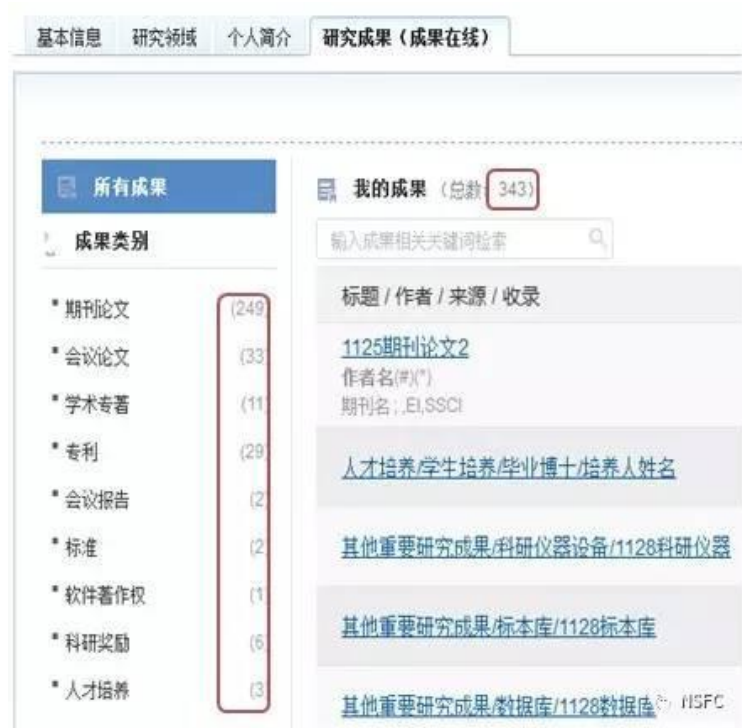 基本信息
研究领域
个人简介
研究成果（成果在线）
所有成果
成果类别
期刊论文 (249
会议论文 (33
学术专著 (11
专利 (29
会议报告 (2
标准 (2
软件著作权 (1
科研奖励 (6
人才培养 (3
我的成果 （总数: 343)
输入成果相关关键词检索
标题 / 作者 / 来源 / 收录
1125期刊论文2
作者名(#)(*)
期刊名; ,EI,SSCI
人才培养/学生培养/毕业博士/培养人姓名
其他重要研究成果/科研仪器设备/1128科研仪器
其他重要研究成果/标本库/1128标本库
其他重要研究成果/数据库/1128数据库
NSFC